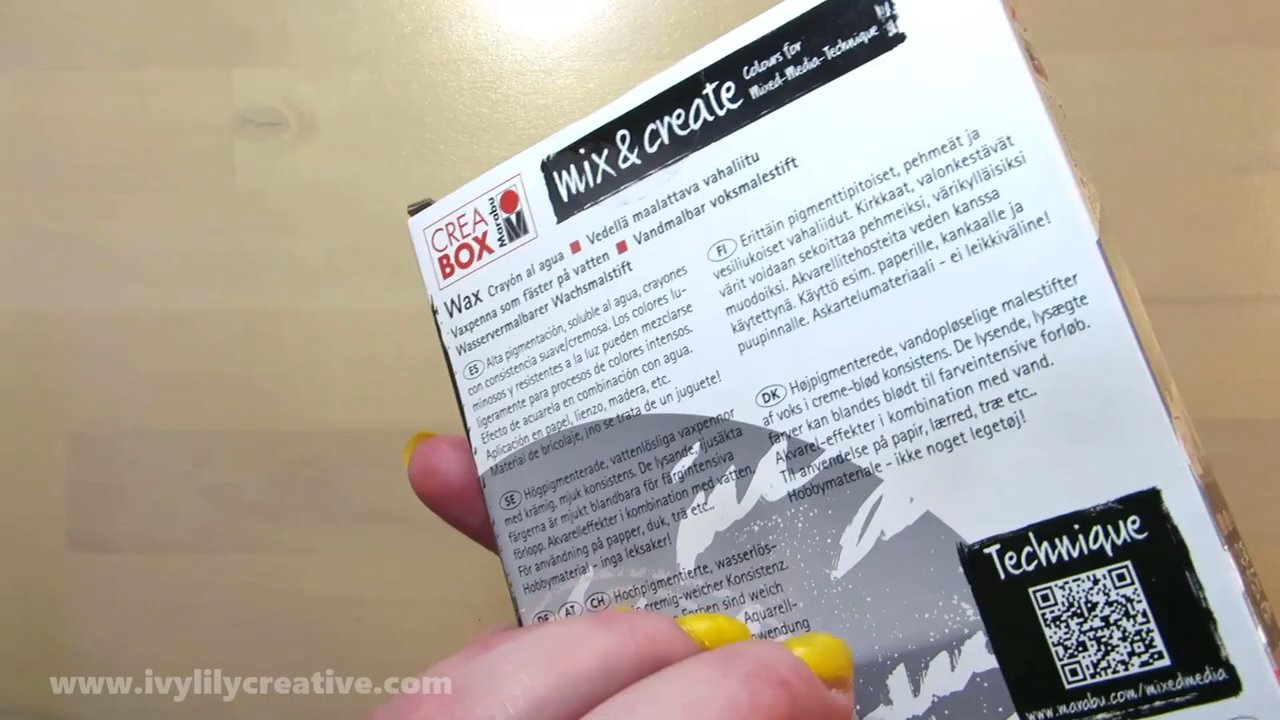 mix & create Colours for
Mixed-Media-Technique
CREA
BOX
Marabu
Wax Crayón al agua ■ Vedellä maalattava vahaliitu
Vaxpenna som fäster på vatten ■ Vandmalbar voksmalestift
Wasservermalbarer Wachsmalstift
ES Alta pigmentación, soluble al agua, crayones
con consistencia suave/cremosa. Los colores lu-
minosos y resistentes a la luz pueden mezclarse
ligeramente para procesos de colores intensos.
Efecto de acuarela en combinación con agua.
Aplicación en papel, lienzo, madera, etc.
Material de bricolaje, ¡no se trata de un juguete!
SE Högpigmenterade, vattenlösliga vaxpennor
med krämig, mjuk konsistens. De lysande, ljusäkta
färgerna är mjukt blandbara för färgintensiva
förlopp. Akvarelleffekter i kombination med vatten.
För användning på papper, duk, trä etc..
Hobbymaterial - inga leksaker!
DE AT CH Hochpigmentierte, wasserlös-
cremig-weicher Konsistenz.
Farben sind weich
Aquarell-
wendung
FI Erittäin pigmenttipitoiset, pehmeät ja
vesiliukoiset vahaliidut. Kirkkaat, valonkestävät
värit voidaan sekoittaa pehmeiksi, värikylläisiksi
muodoiksi. Akvarellitehosteita veden kanssa
käytettynä. Käyttö esim. paperille, kankaalle ja
puupinnalle. Askartelumateriaali – ei leikkiväline!
DK Højpigmenterede, vandopløselige malestifter
af voks i creme-blød konsistens. De lysende, lysægte
farver kan blandes blødt til farveintensive forløb.
Akvarel-effekter i kombination med vand.
Til anvendelse på papir, lærred, træ etc..
Hobbymateriale - ikke noget legetøj!
Technique
www.marabu.com/mixedmedia
www.ivylilycreative.com